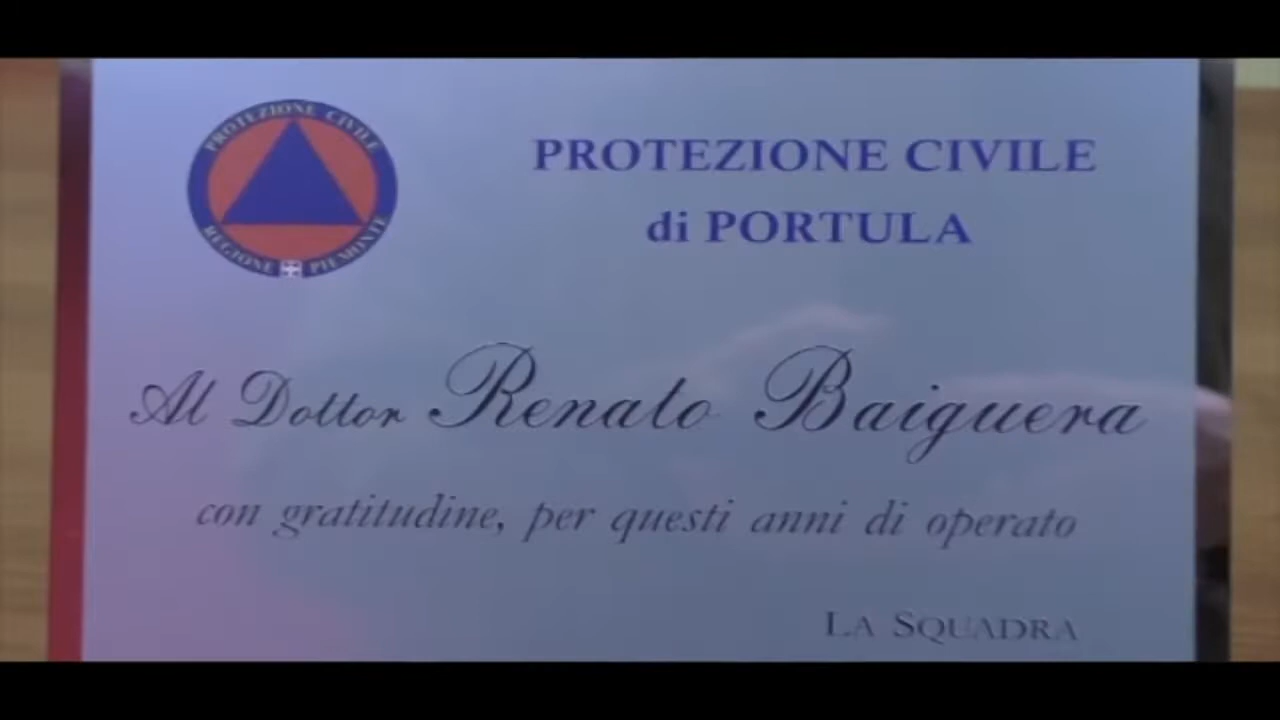 PROTEZIONE CIVILE
REGIONE PIEMONTE
PROTEZIONE CIVILE
di PORTULA
Al Dottor Renato Baiguera
con gratitudine, per questi anni di operato
LA SQUADRA